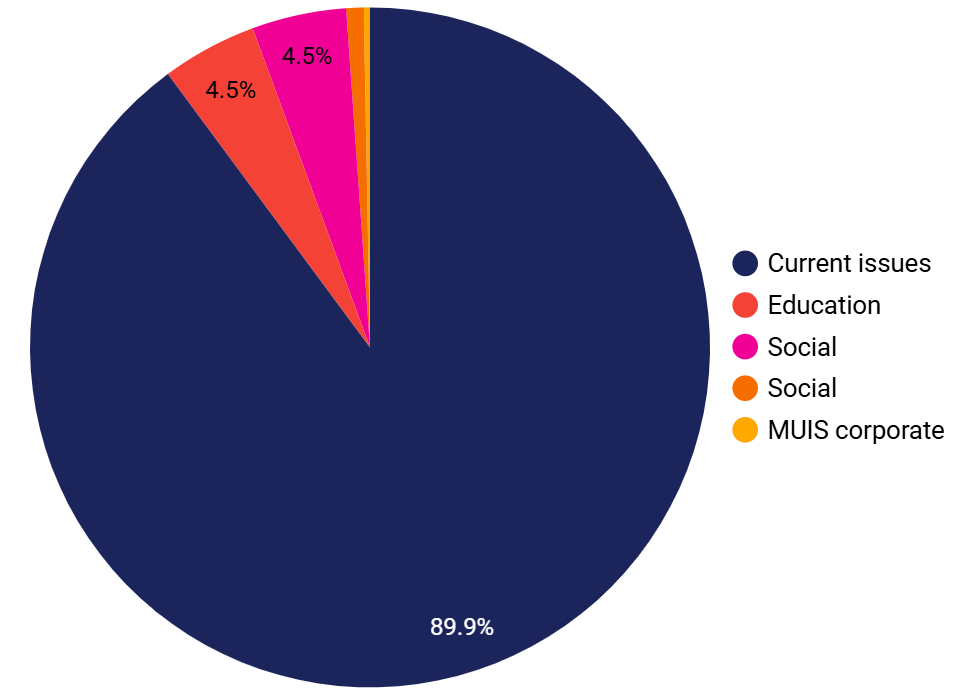 4.5%
4.5%
Current issues
Education
Social
Social
MUIS corporate
89.9%